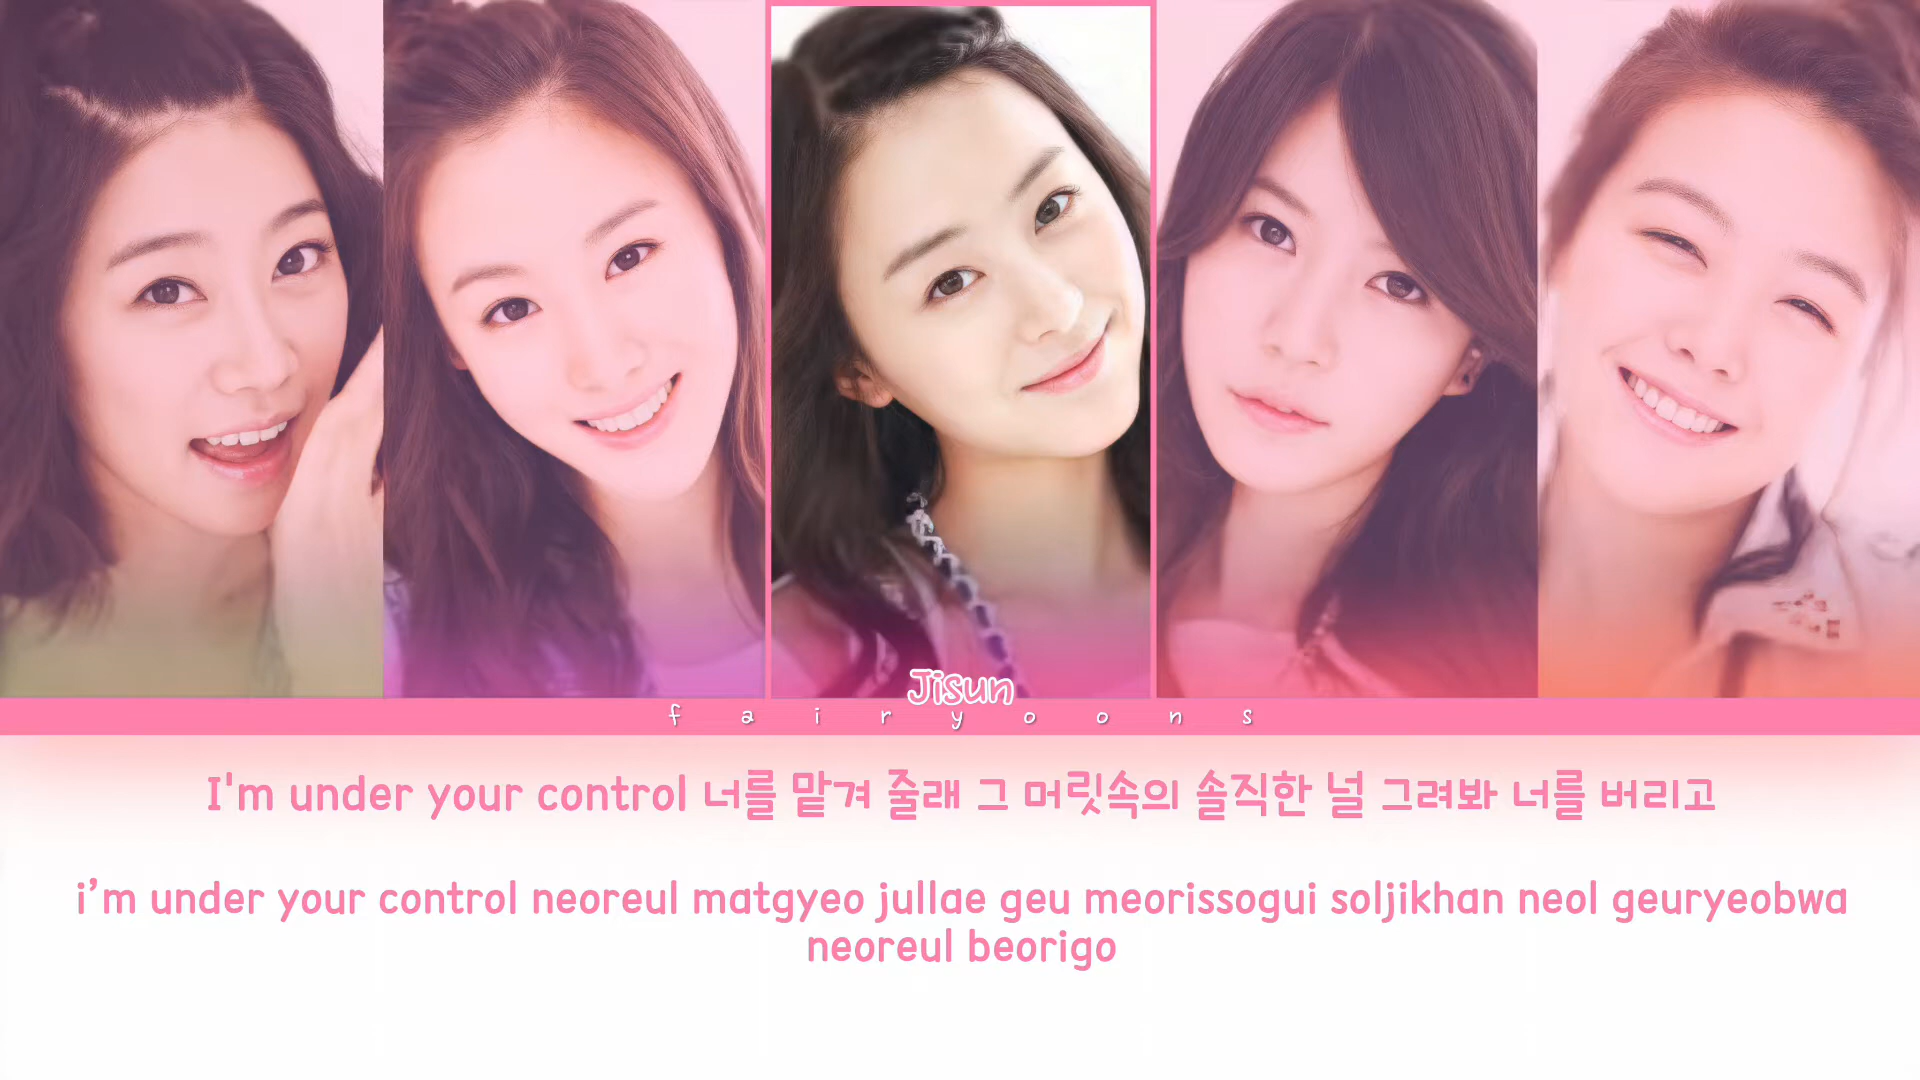 Jisun
fairyoons
I'm under your control 너를 맡겨 줄래 그 머릿속의 솔직한 널 그려봐 너를 버리고
i’m under your control neoreul matgyeo jullae geu meorissogui soljikhan neol geuryeobwa
neoreul beorigo